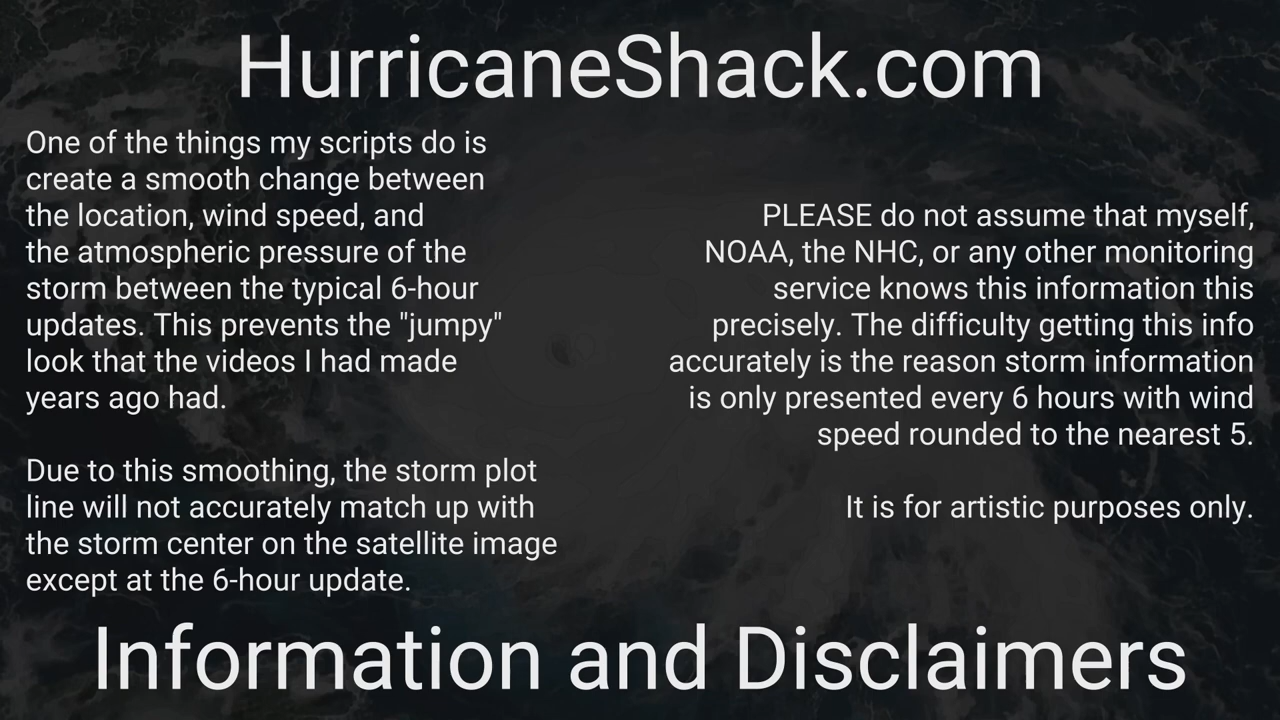 HurricaneShack.com
One of the things my scripts do is
create a smooth change between
the location, wind speed, and
the atmospheric pressure of the
storm between the typical 6-hour
updates. This prevents the "jumpy"
look that the videos I had made
years ago had.
Due to this smoothing, the storm plot
line will not accurately match up with
the storm center on the satellite image
except at the 6-hour update.
PLEASE do not assume that myself,
NOAA, the NHC, or any other monitoring
service knows this information this
precisely. The difficulty getting this info
accurately is the reason storm information
is only presented every 6 hours with wind
speed rounded to the nearest 5.
It is for artistic purposes only.
Information and Disclaimers